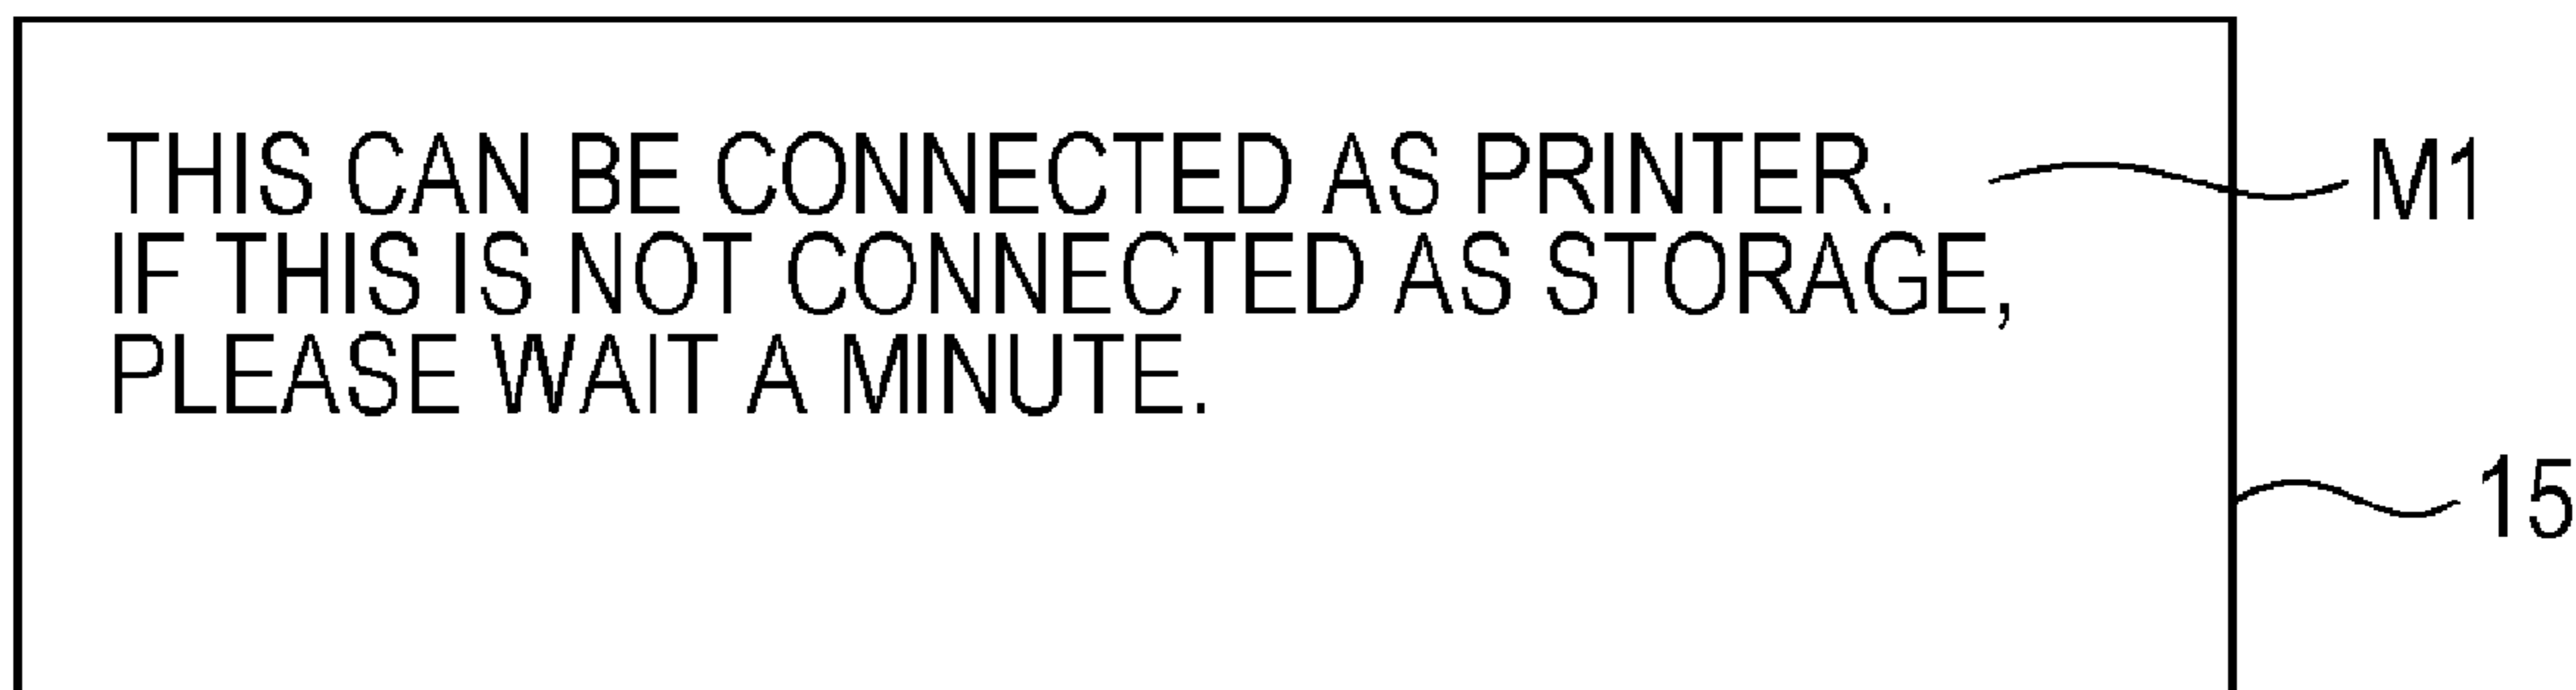 THIS CAN BE CONNECTED AS PRINTER.
IF THIS IS NOT CONNECTED AS STORAGE,
PLEASE WAIT A MINUTE.
M1
15